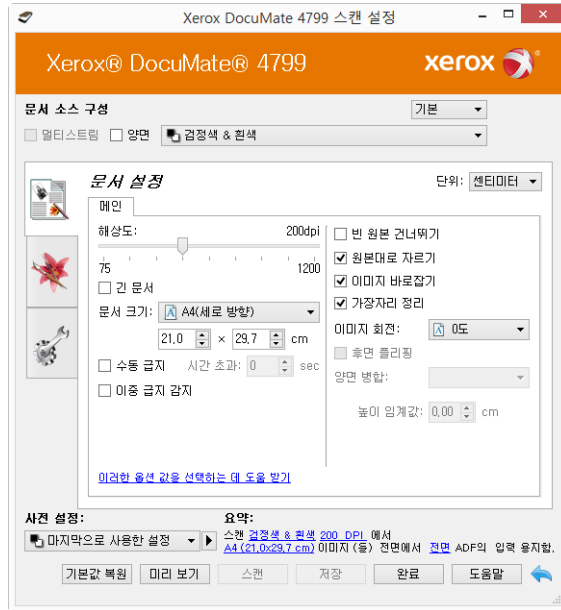 Xerox DocuMate 4799 스캔 설정
Xerox® DocuMate® 4799
xerox
문서 소스 구성
기본
멀티스트림 양면 검정색 & 흰색
문서 설정
단위: 센티미터
메인
해상도: 200dpi
75 1200
긴 문서
문서 크기: A4(세로 방향)
21,0 × 29,7 cm
수동 급지 시간 초과: 0 sec
이중 급지 감지
이러한 옵션 값을 선택하는 데 도움 받기
빈 원본 건너뛰기
원본대로 자르기
이미지 바로잡기
가장자리 정리
이미지 회전: 0도
후면 플리핑
양면 병합:
높이 임계값: 0,00 cm
사전 설정:
마지막으로 사용한 설정
요약:
스캔 검정색 & 흰색 200 DPI 에서
A4 (21,0x29,7 cm) 이미지 (을) 전면에서 전면 ADF의 입력 용지함.
기본값 복원 미리 보기 스캔 저장 완료 도움말